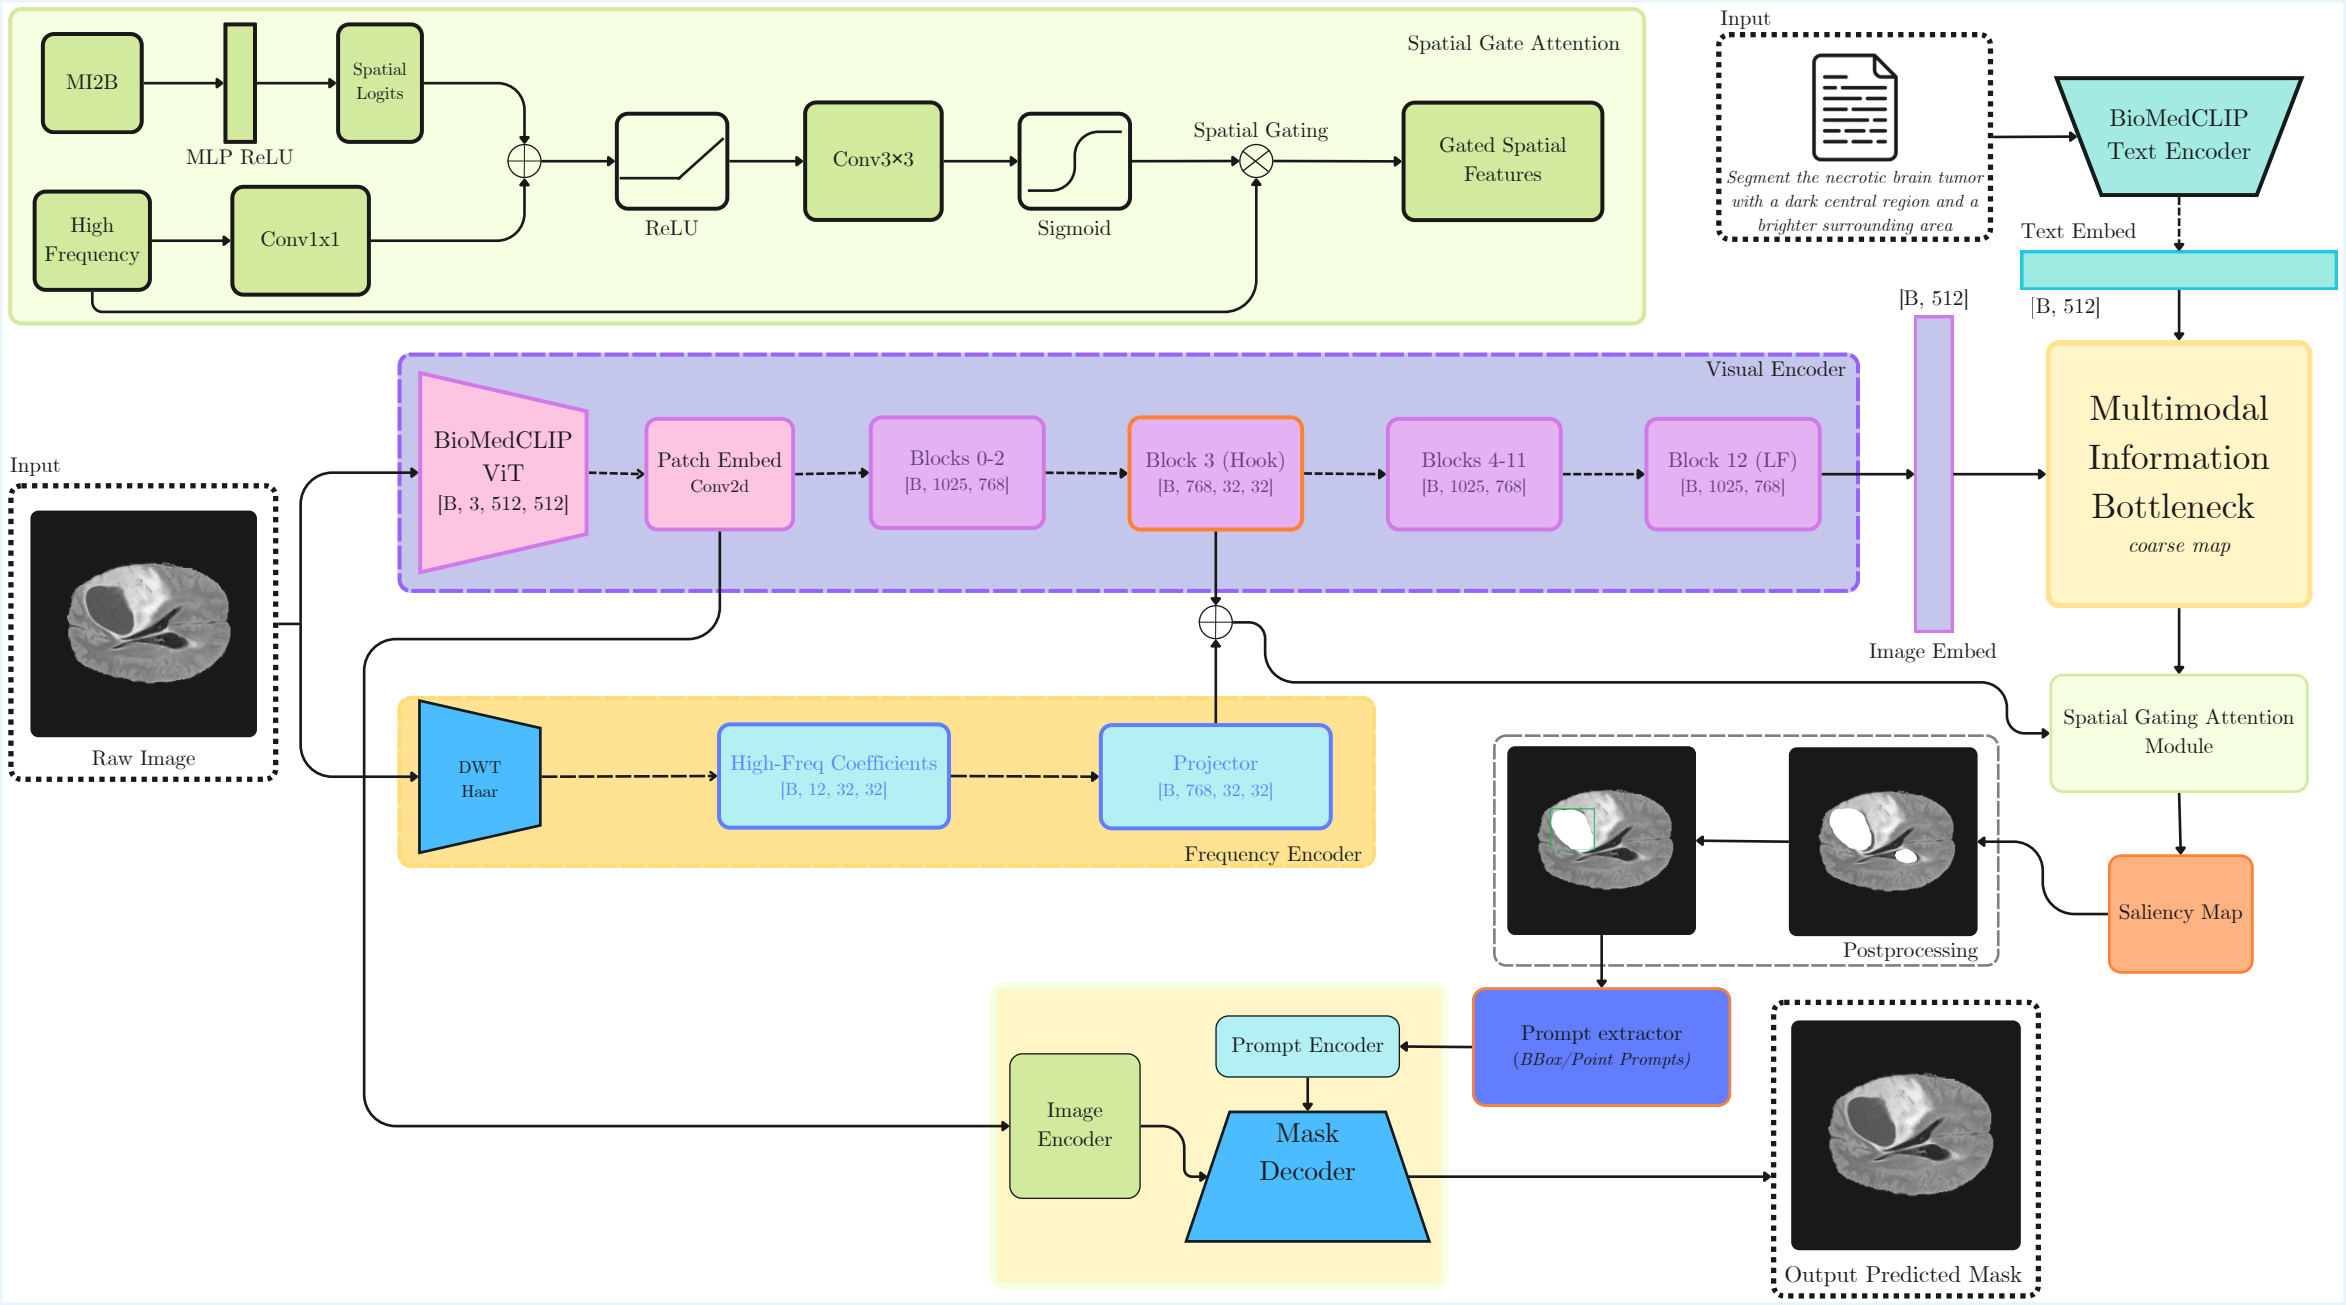 Spatial Gate Attention
MI2B
MLP ReLU
Spatial
Logits
High
Frequency
Conv1x1
ReLU
Conv3×3
Sigmoid
Spatial Gating
Gated Spatial
Features
Input
Segment the necrotic brain tumor
with a dark central region and a
brighter surrounding area
BioMedCLIP
Text Encoder
Text Embed
[B, 512]
[B, 512]
Image Embed
Visual Encoder
BioMedCLIP
ViT
[B, 3, 512, 512]
Patch Embed
Conv2d
Blocks 0-2
[B, 1025, 768]
Block 3 (Hook)
[B, 768, 32, 32]
Blocks 4-11
[B, 1025, 768]
Block 12 (LF)
[B, 1025, 768]
Multimodal
Information
Bottleneck
coarse map
Input
Raw Image
DWT
Haar
High-Freq Coefficients
[B, 12, 32, 32]
Projector
[B, 768, 32, 32]
Frequency Encoder
Spatial Gating Attention
Module
Saliency Map
Postprocessing
Prompt extractor
(BBox/Point Prompts)
Prompt Encoder
Image
Encoder
Mask
Decoder
Output Predicted Mask